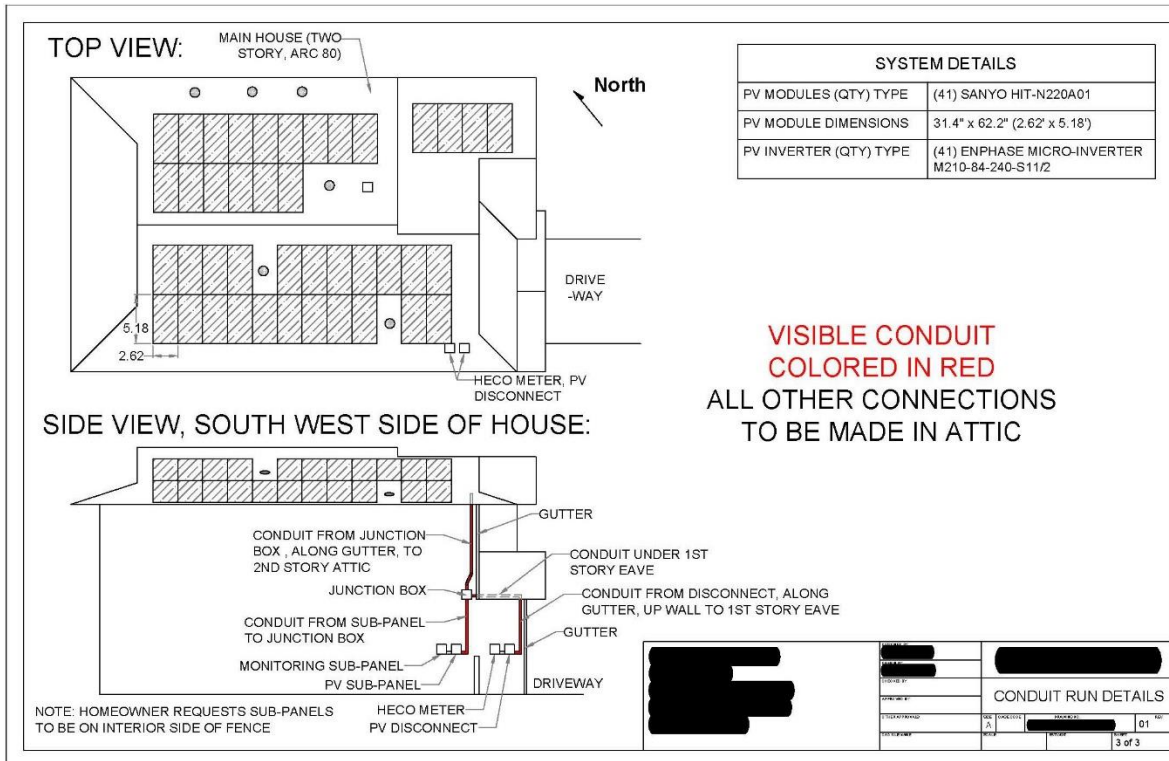 TOP VIEW:
MAIN HOUSE (TWO
STORY, ARC 80)
North
SYSTEM DETAILS
PV MODULES (QTY) TYPE (41) SANYO HIT-N220A01
PV MODULE DIMENSIONS 31.4" x 62.2" (2.62' x 5.18')
PV INVERTER (QTY) TYPE (41) ENPHASE MICRO-INVERTER
M210-84-240-S11/2
DRIVE
-WAY
5.18
2.62
HECO METER, PV
DISCONNECT
VISIBLE CONDUIT
COLORED IN RED
ALL OTHER CONNECTIONS
TO BE MADE IN ATTIC
SIDE VIEW, SOUTH WEST SIDE OF HOUSE:
GUTTER
CONDUIT FROM JUNCTION
BOX , ALONG GUTTER, TO
2ND STORY ATTIC
CONDUIT UNDER 1ST
STORY EAVE
JUNCTION BOX
CONDUIT FROM DISCONNECT, ALONG
GUTTER, UP WALL TO 1ST STORY EAVE
CONDUIT FROM SUB-PANEL
TO JUNCTION BOX
GUTTER
MONITORING SUB-PANEL
PV SUB-PANEL
DRIVEWAY
HECO METER
PV DISCONNECT
NOTE: HOMEOWNER REQUESTS SUB-PANELS
TO BE ON INTERIOR SIDE OF FENCE
CONDUIT RUN DETAILS
SIZE
A
01
SHEET
3 of 3